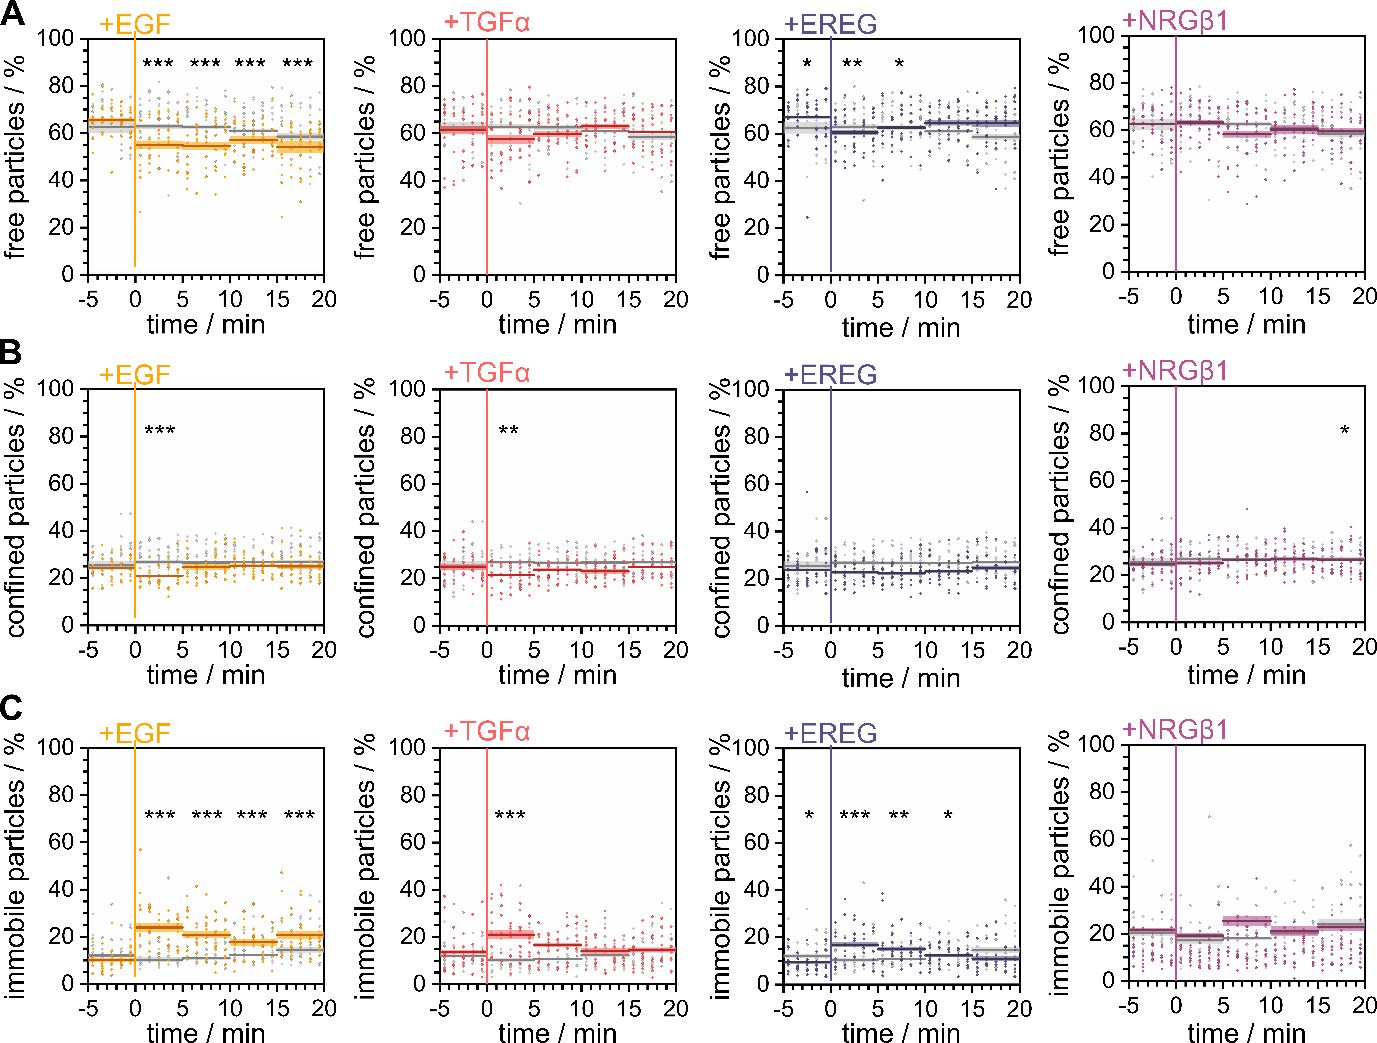 A
+EGF
free particles / %
100
80
60
40
20
0
*** *** *** ***
-5 0 5 10 15 20
time / min
+TGFα
free particles / %
100
80
60
40
20
0
-5 0 5 10 15 20
time / min
+EREG
free particles / %
100
80
60
40
20
0
* ** *
-5 0 5 10 15 20
time / min
+NRGβ1
free particles / %
100
80
60
40
20
0
-5 0 5 10 15 20
time / min
B
+EGF
confined particles / %
100
80
60
40
20
0
***
-5 0 5 10 15 20
time / min
+TGFα
confined particles / %
100
80
60
40
20
0
**
-5 0 5 10 15 20
time / min
+EREG
confined particles / %
100
80
60
40
20
0
-5 0 5 10 15 20
time / min
+NRGβ1
confined particles / %
100
80
60
40
20
0
*
-5 0 5 10 15 20
time / min
C
+EGF
immobile particles / %
100
80
60
40
20
0
*** *** *** ***
-5 0 5 10 15 20
time / min
+TGFα
immobile particles / %
100
80
60
40
20
0
***
-5 0 5 10 15 20
time / min
+EREG
immobile particles / %
100
80
60
40
20
0
* *** ** *
-5 0 5 10 15 20
time / min
+NRGβ1
immobile particles / %
100
80
60
40
20
0
-5 0 5 10 15 20
time / min